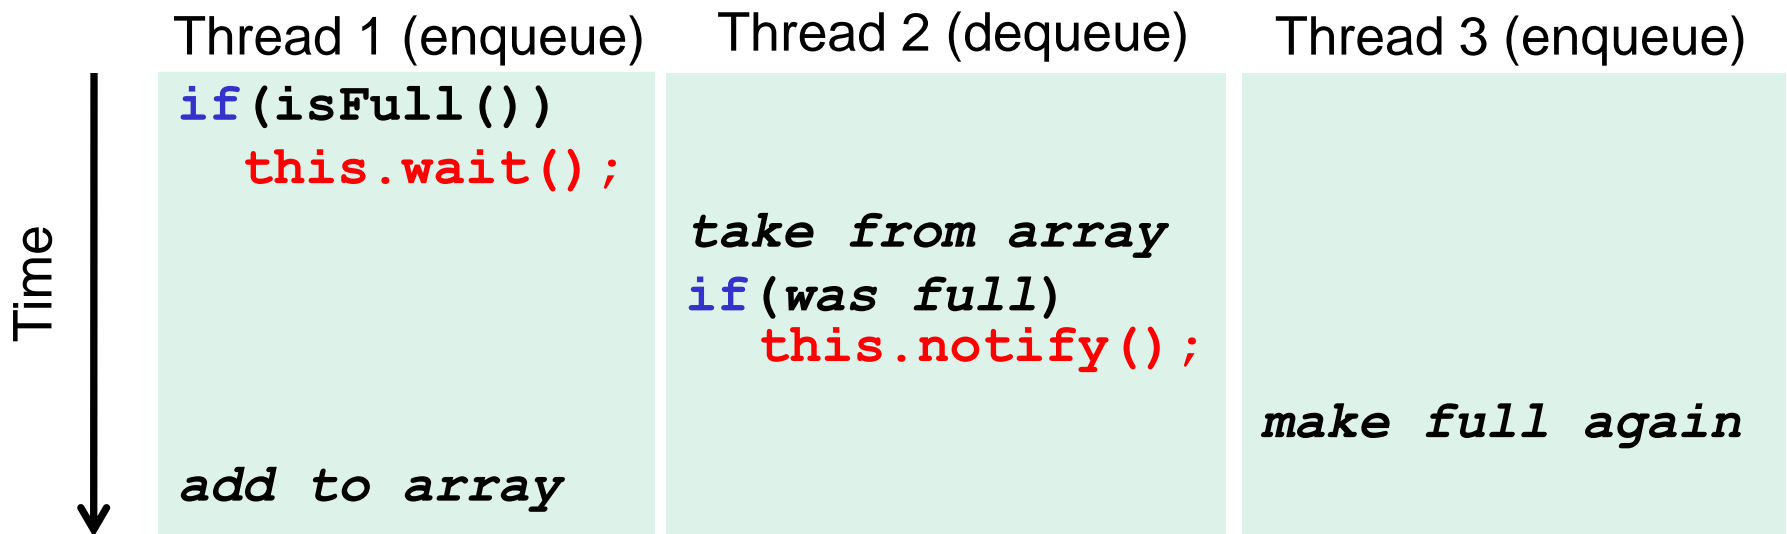 Thread 1 (enqueue)
Thread 2 (dequeue)
Thread 3 (enqueue)
Time
if(isFull())
this.wait();
take from array
if(was full)
this.notify();
make full again
add to array